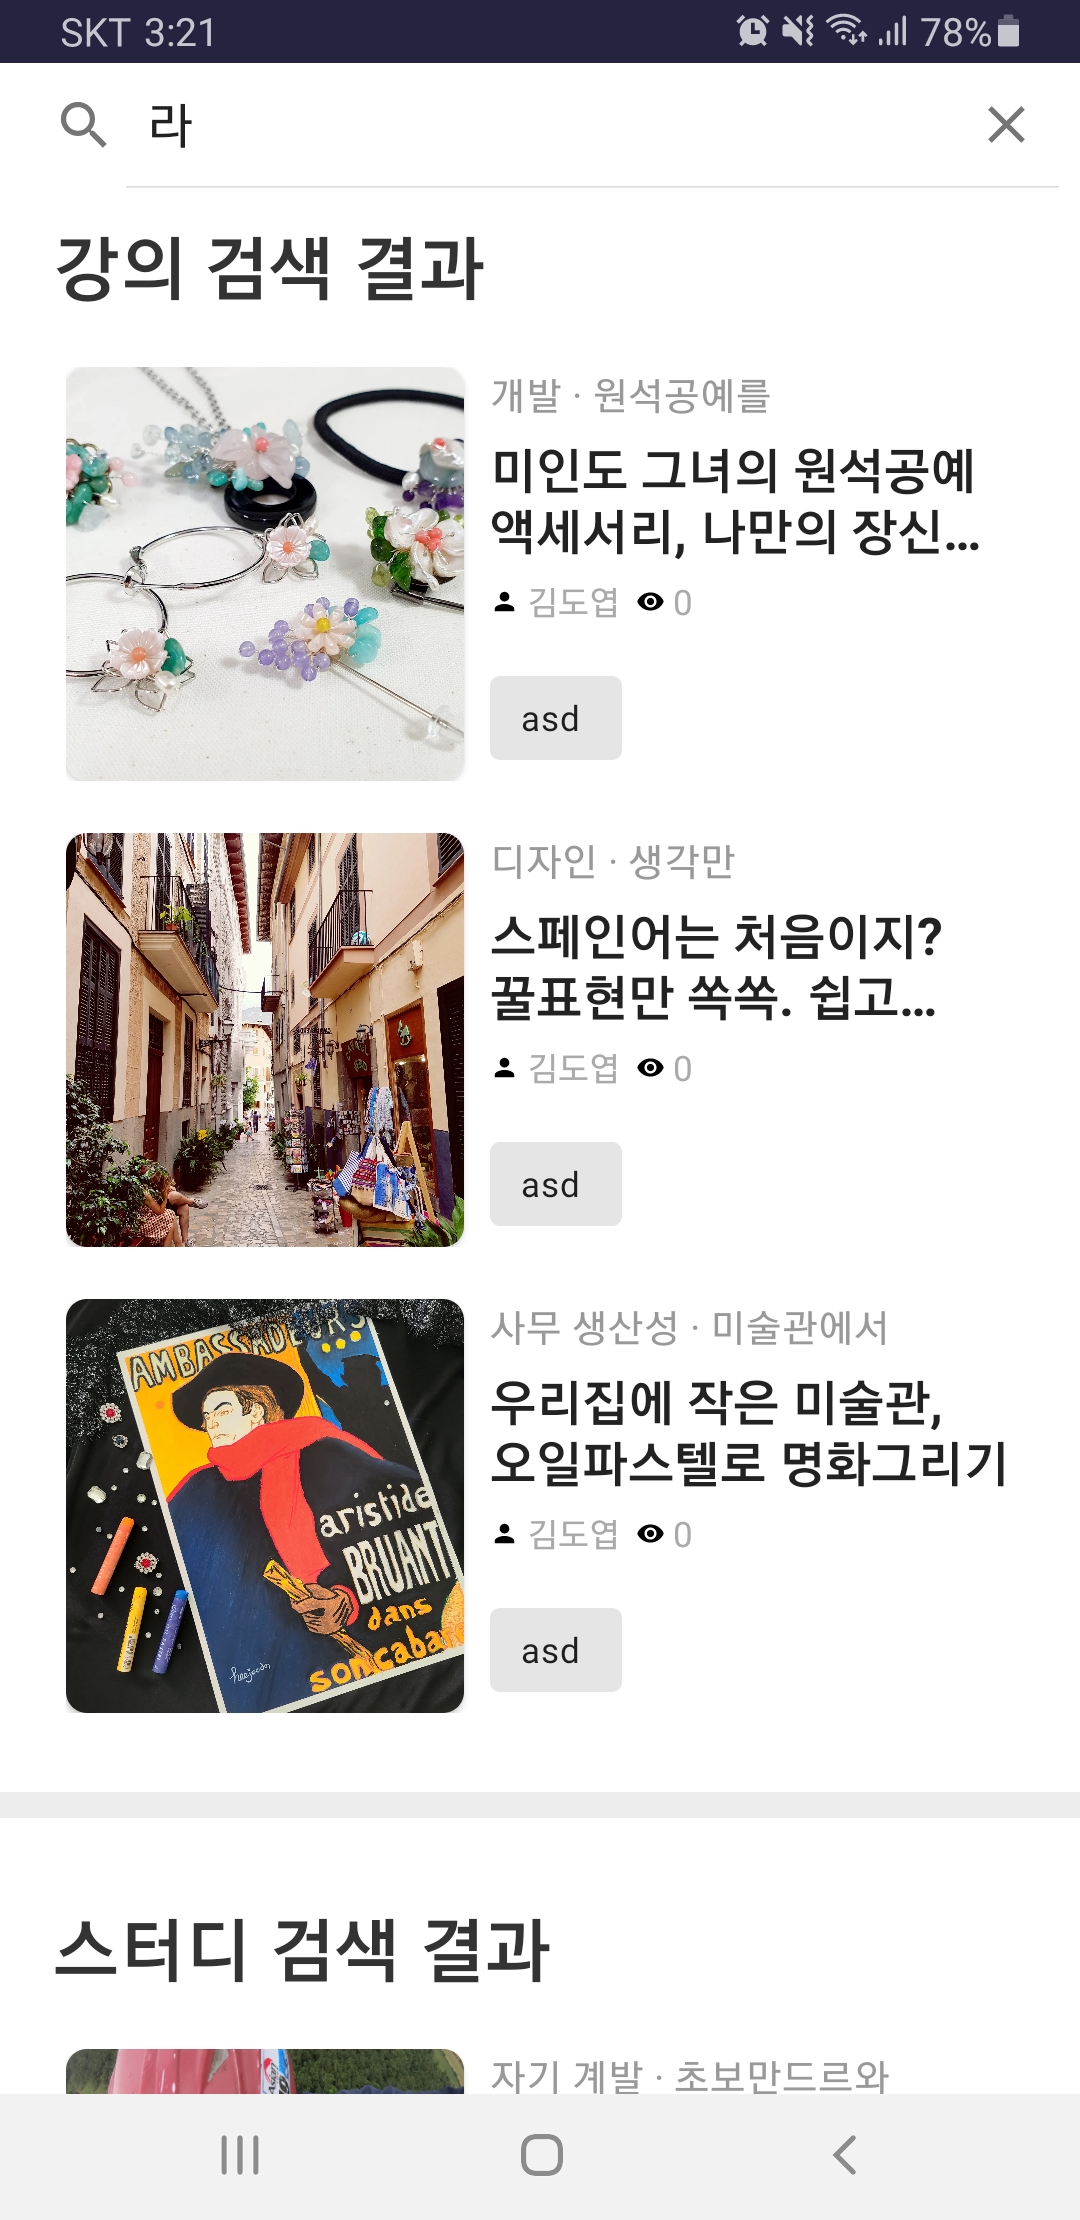 SKT 3:21
78%
라
강의 검색 결과
개발 · 원석공예를
미인도 그녀의 원석공예
액세서리, 나만의 장신...
김도엽 0
asd
디자인 · 생각만
스페인어는 처음이지?
꿀표현만 쏙쏙. 쉽고...
김도엽 0
asd
AMBASSADEURS
aristide
BRUANT
dans
son cabar
사무 생산성 · 미술관에서
우리집에 작은 미술관,
오일파스텔로 명화그리기
김도엽 0
asd
스터디 검색 결과
자기 계발 · 초보만드르와